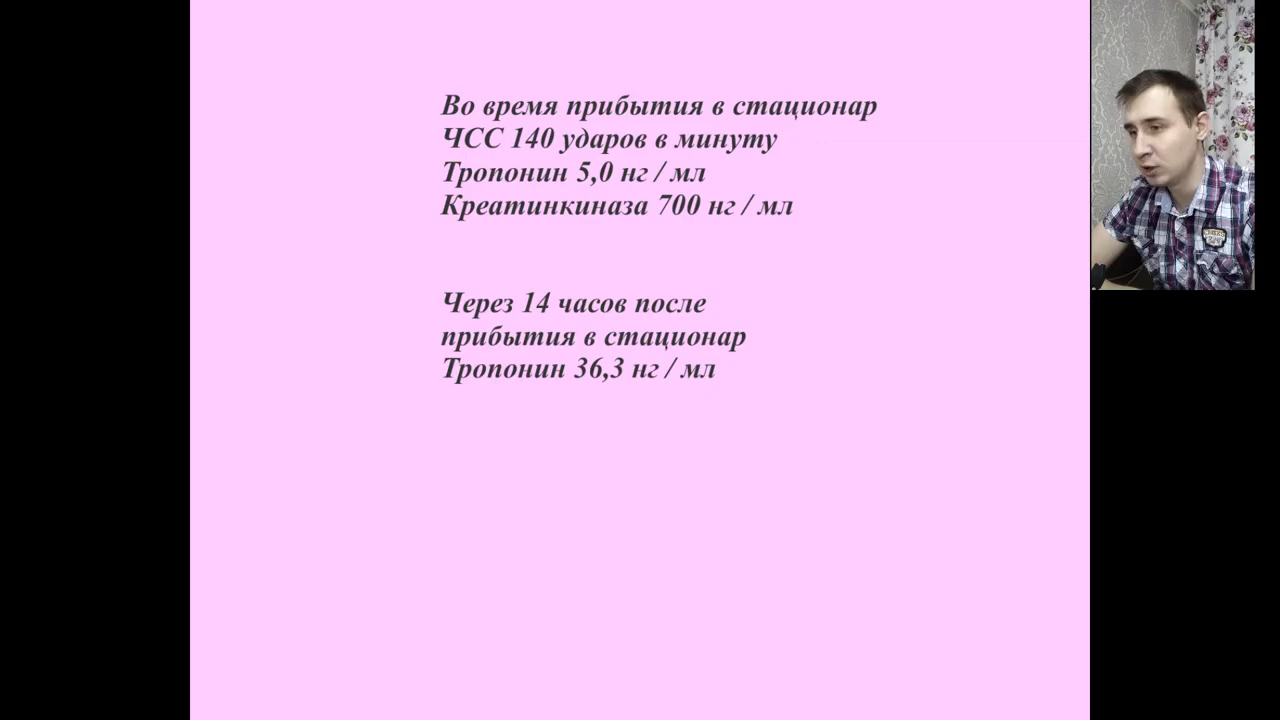 Во время прибытия в стационар
ЧСС 140 ударов в минуту
Тропонин 5,0 нг / мл
Креатинкиназа 700 нг / мл
Через 14 часов после
прибытия в стационар
Тропонин 36,3 нг / мл